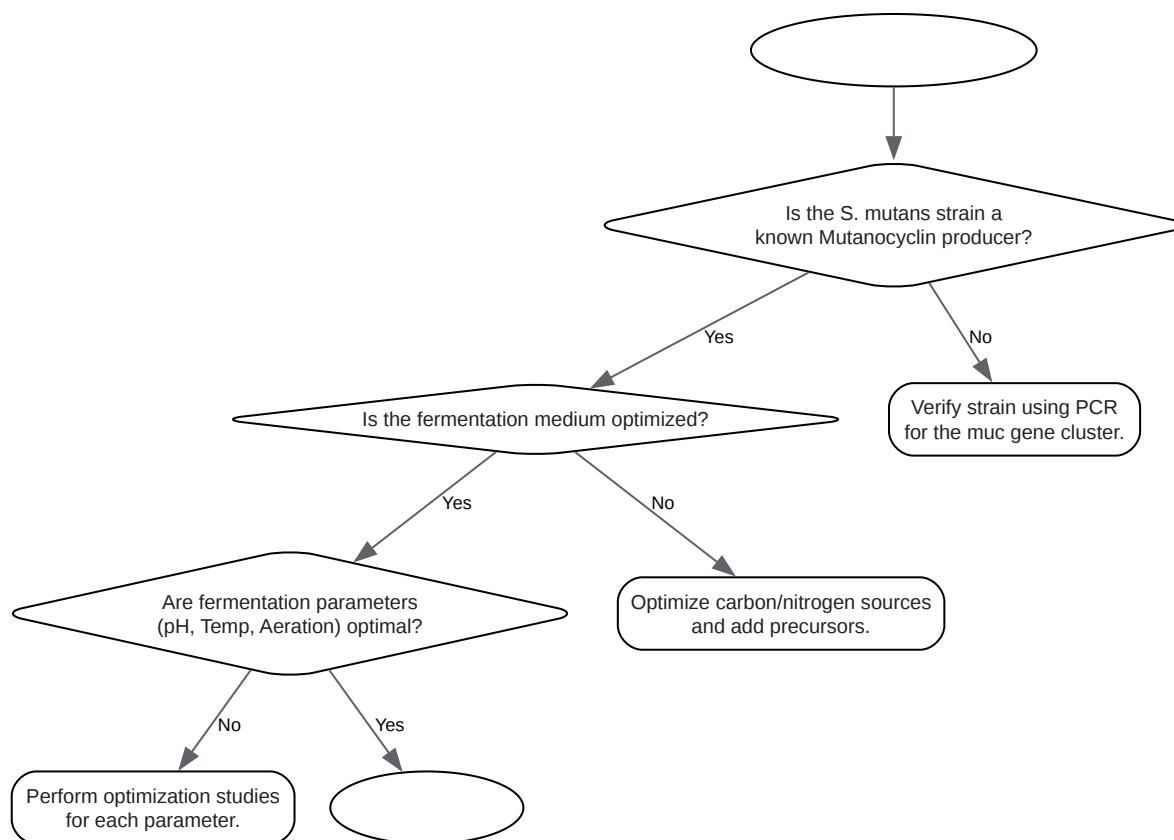 Is the S. mutans strain a
known Mutanocyclin producer?
Yes
No
Is the fermentation medium optimized?
Verify strain using PCR
for the muc gene cluster.
Yes
No
Are fermentation parameters
(pH, Temp, Aeration) optimal?
Optimize carbon/nitrogen sources
and add precursors.
No
Yes
Perform optimization studies
for each parameter.